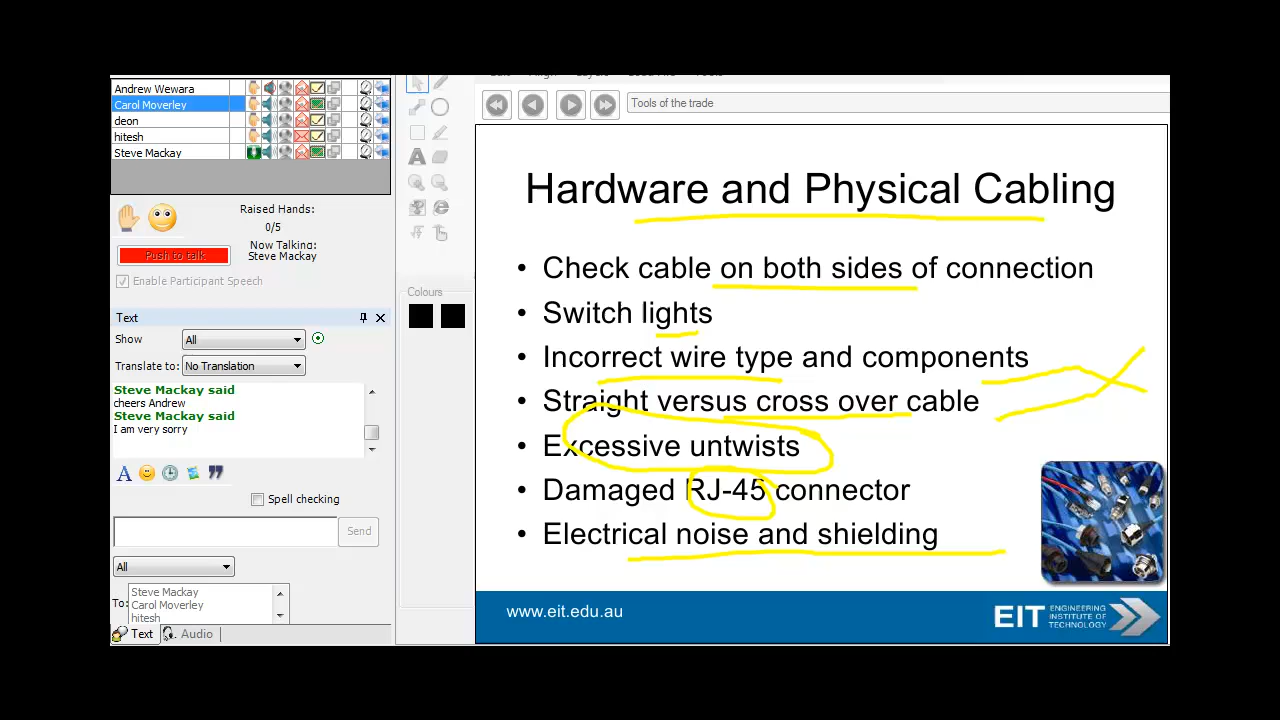 Andrew Wewara
Carol Moverley
deon
hitesh
Steve Mackay
Raised Hands:
0/5
Now Talking:
Steve Mackay
Push to talk
Enable Participant Speech
Text
Show
All
Translate to:
No Translation
Steve Mackay said
cheers Andrew
Steve Mackay said
I am very sorry
Spell checking
Send
All
To:
Steve Mackay
Carol Moverley
hitesh
Text
Audio
Colours
Tools of the trade
Hardware and Physical Cabling
• Check cable on both sides of connection
• Switch lights
• Incorrect wire type and components
• Straight versus cross over cable
• Excessive untwists
• Damaged RJ-45 connector
• Electrical noise and shielding
www.eit.edu.au
EIT
ENGINEERING
INSTITUTE OF
TECHNOLOGY